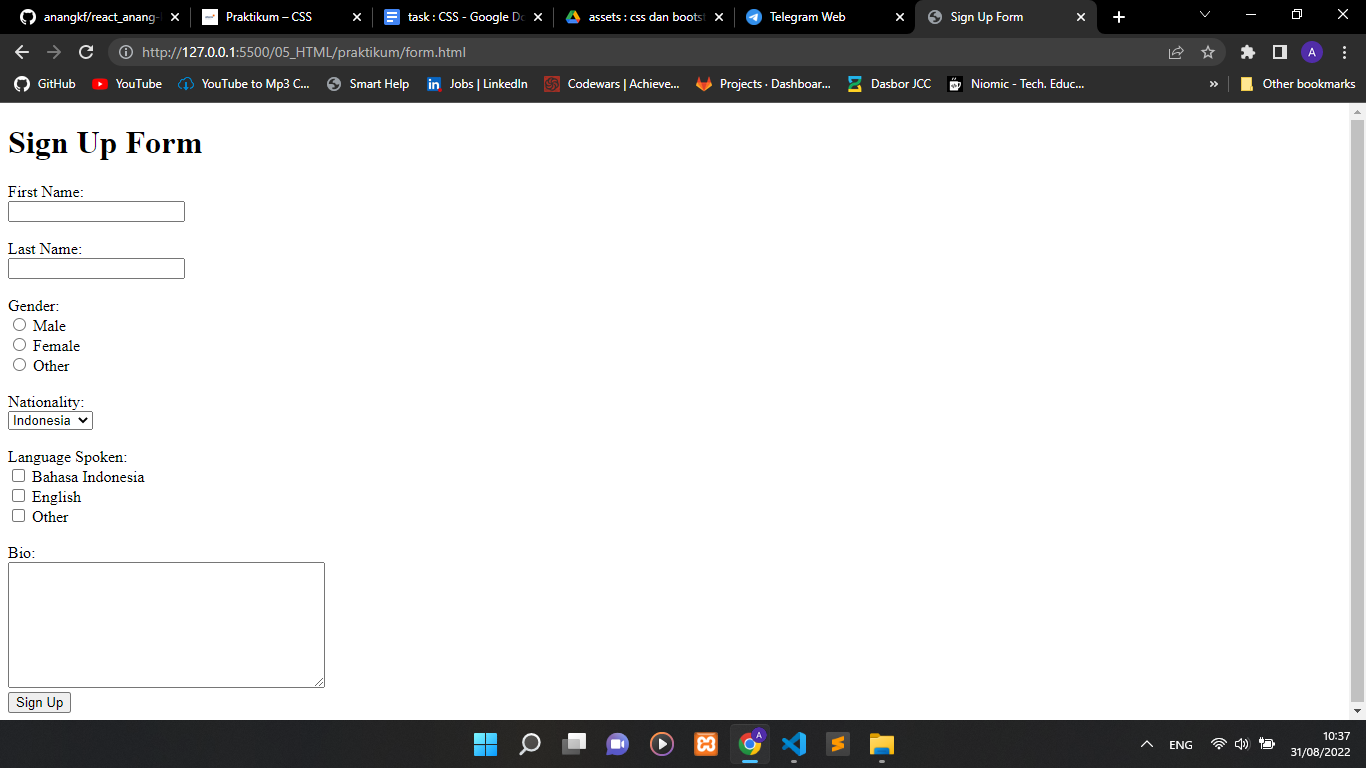 anangkf/react_anang-
Praktikum – CSS
task : CSS - Google Do
assets : css dan bootst
Telegram Web
Sign Up Form
http://127.0.0.1:5500/05_HTML/praktikum/form.html
A
GitHub
YouTube
YouTube to Mp3 C...
Smart Help
Jobs | LinkedIn
Codewars | Achieve...
Projects · Dashboar...
Dasbor JCC
Niomic - Tech. Educ...
»
Other bookmarks
Sign Up Form
First Name:
Last Name:
Gender:
Male
Female
Other
Nationality:
Indonesia
Language Spoken:
Bahasa Indonesia
English
Other
Bio:
Sign Up
A
ENG
10:37
31/08/2022